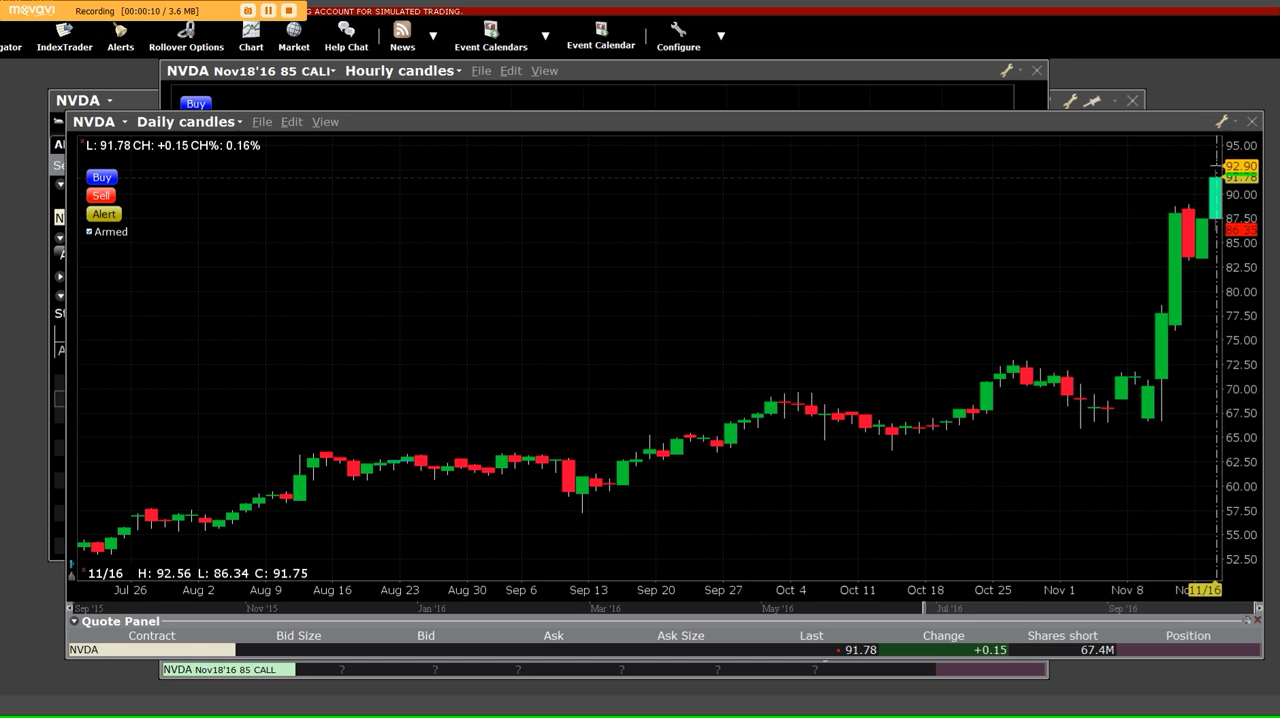 movavi Recording [00:00:10 / 3.6 MB] G ACCOUNT FOR SIMULATED TRADING.
gator IndexTrader Alerts Rollover Options Chart Market Help Chat News Event Calendars Event Calendar Configure
NVDA Nov18'16 85 CALL Hourly candles File Edit View
Buy
NVDA
NVDA Daily candles File Edit View
L: 91.78 CH: +0.15 CH%: 0.16%
Buy
Sell
Alert
Armed
95.00
92.90
91.78
90.00
87.50
86.35
85.00
82.50
80.00
77.50
75.00
72.50
70.00
67.50
65.00
62.50
60.00
57.50
55.00
52.50
11/16 H: 92.56 L: 86.34 C: 91.75
Jul 26 Aug 2 Aug 9 Aug 16 Aug 23 Aug 30 Sep 6 Sep 13 Sep 20 Sep 27 Oct 4 Oct 11 Oct 18 Oct 25 Nov 1 Nov 8 No 11/16
Sep '15 Nov '15 Jan '16 Mar '16 May '16 Jul '16 Sep '16
Quote Panel
Contract Bid Size Bid Ask Ask Size Last Change Shares short Position
NVDA 91.78 +0.15 67.4M
NVDA Nov18'16 85 CALL ? ? ? ? ? ?